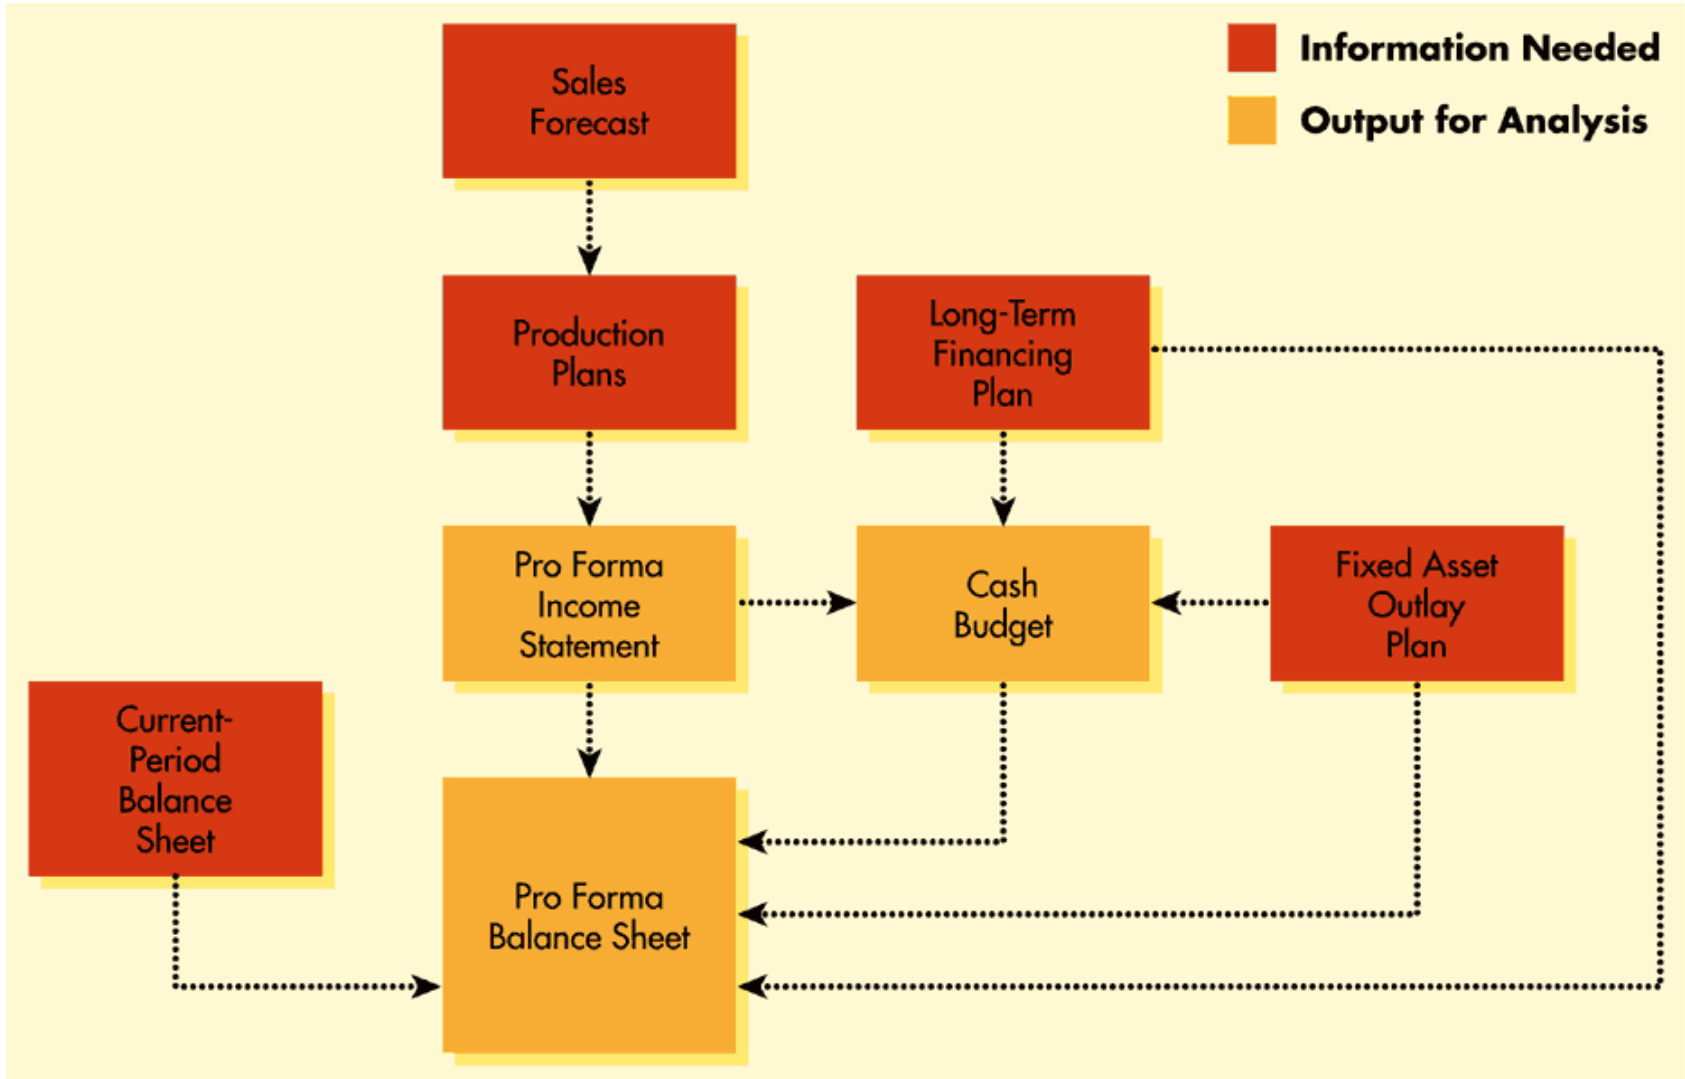 Sales
Forecast
Information Needed
Output for Analysis
Production
Plans
Long-Term
Financing
Plan
Pro Forma
Income
Statement
Cash
Budget
Fixed Asset
Outlay
Plan
Current-
Period
Balance
Sheet
Pro Forma
Balance Sheet